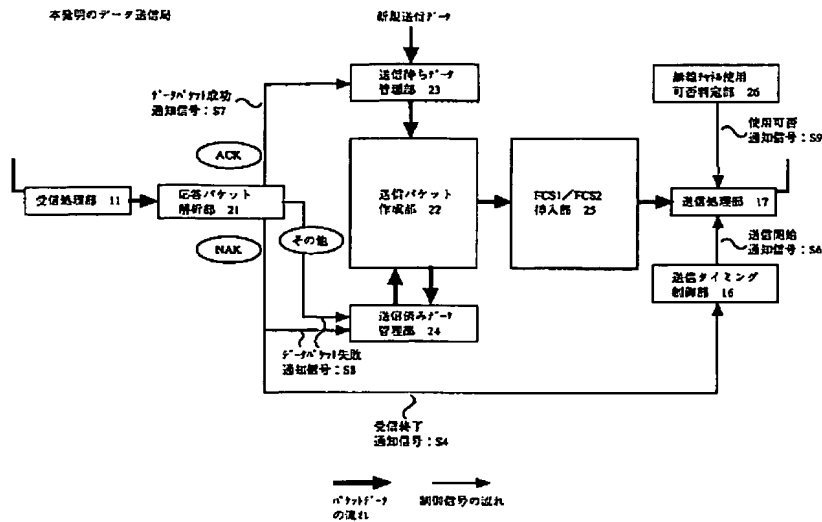 本発明のデータ送信局
新規送信データ
送信待ちデータ
管理部 23
無線チャネル使用
可否判定部 26
データパケット成功
通知信号:S7
使用可否
通知信号:S9
ACK
受信処理部 11
応答パケット
解析部 21
送信パケット
作成部 22
FCS1/FCS2
挿入部 25
送信処理部 17
NAK
その他
送信開始
通知信号:S6
送信タイミング
制御部 16
送信済みデータ
管理部 24
データパケット失敗
通知信号:S8
受信終了
通知信号:S4
パケットデータ
の流れ
制御信号の流れ